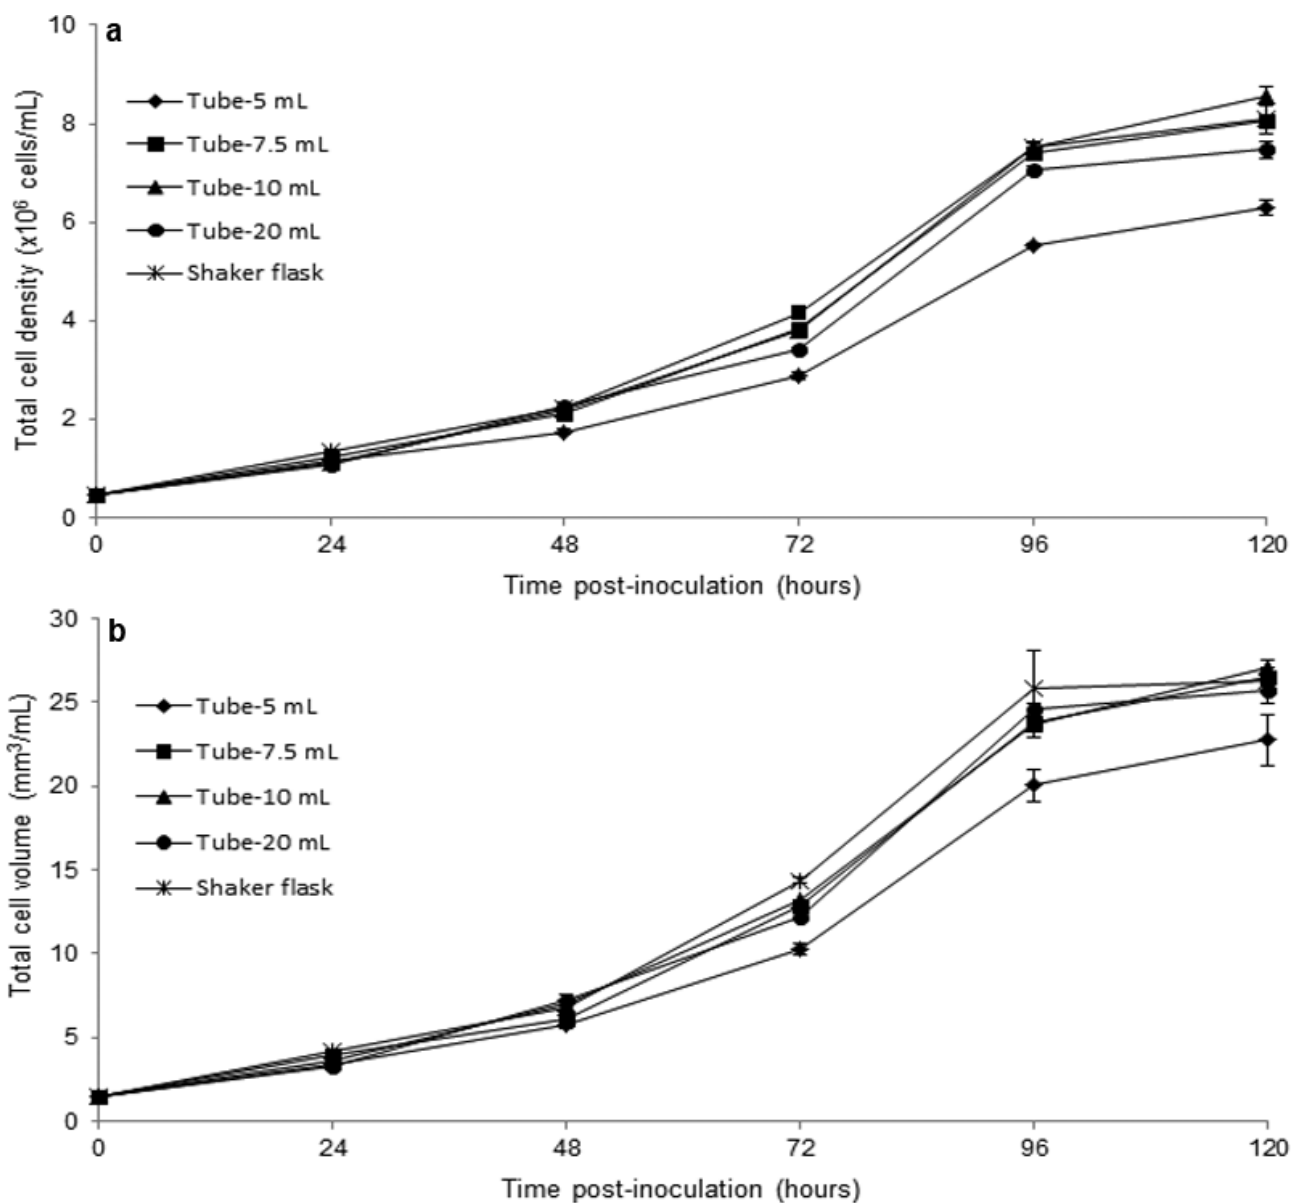 a
Total cell density (x10⁶ cells/mL)
10
8
6
4
2
0
Tube-5 mL
Tube-7.5 mL
Tube-10 mL
Tube-20 mL
Shaker flask
0 24 48 72 96 120
Time post-inoculation (hours)
b
Total cell volume (mm³/mL)
30
25
20
15
10
5
0
Tube-5 mL
Tube-7.5 mL
Tube-10 mL
Tube-20 mL
Shaker flask
0 24 48 72 96 120
Time post-inoculation (hours)